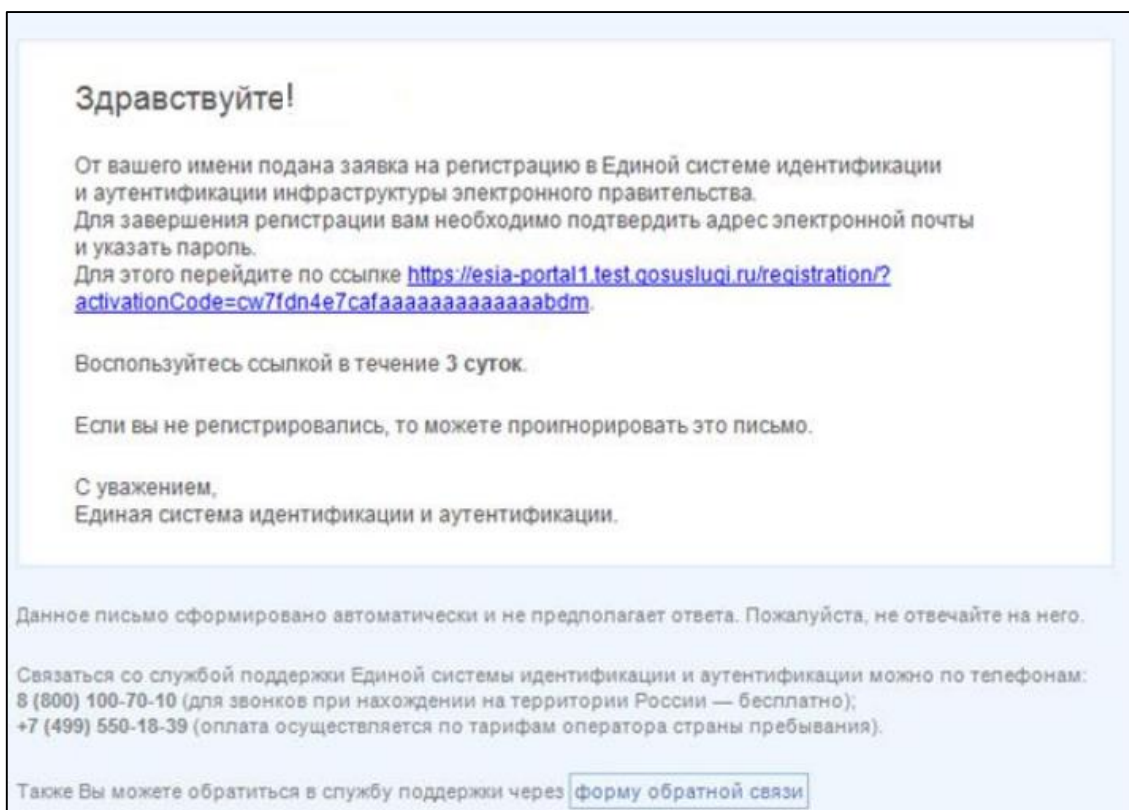 Здравствуйте!
От вашего имени подана заявка на регистрацию в Единой системе идентификации
и аутентификации инфраструктуры электронного правительства.
Для завершения регистрации вам необходимо подтвердить адрес электронной почты
и указать пароль.
Для этого перейдите по ссылке https://esia-portal1.test.gosuslugi.ru/registration/?
activationCode=cw7fdn4e7cafaaaaaaaaaaaaaabdm.
Воспользуйтесь ссылкой в течение 3 суток.
Если вы не регистрировались, то можете проигнорировать это письмо.
С уважением,
Единая система идентификации и аутентификации.
Данное письмо сформировано автоматически и не предполагает ответа. Пожалуйста, не отвечайте на него.
Связаться со службой поддержки Единой системы идентификации и аутентификации можно по телефонам:
8 (800) 100-70-10 (для звонков при нахождении на территории России — бесплатно);
+7 (499) 550-18-39 (оплата осуществляется по тарифам оператора страны пребывания).
Также Вы можете обратиться в службу поддержки через форму обратной связи